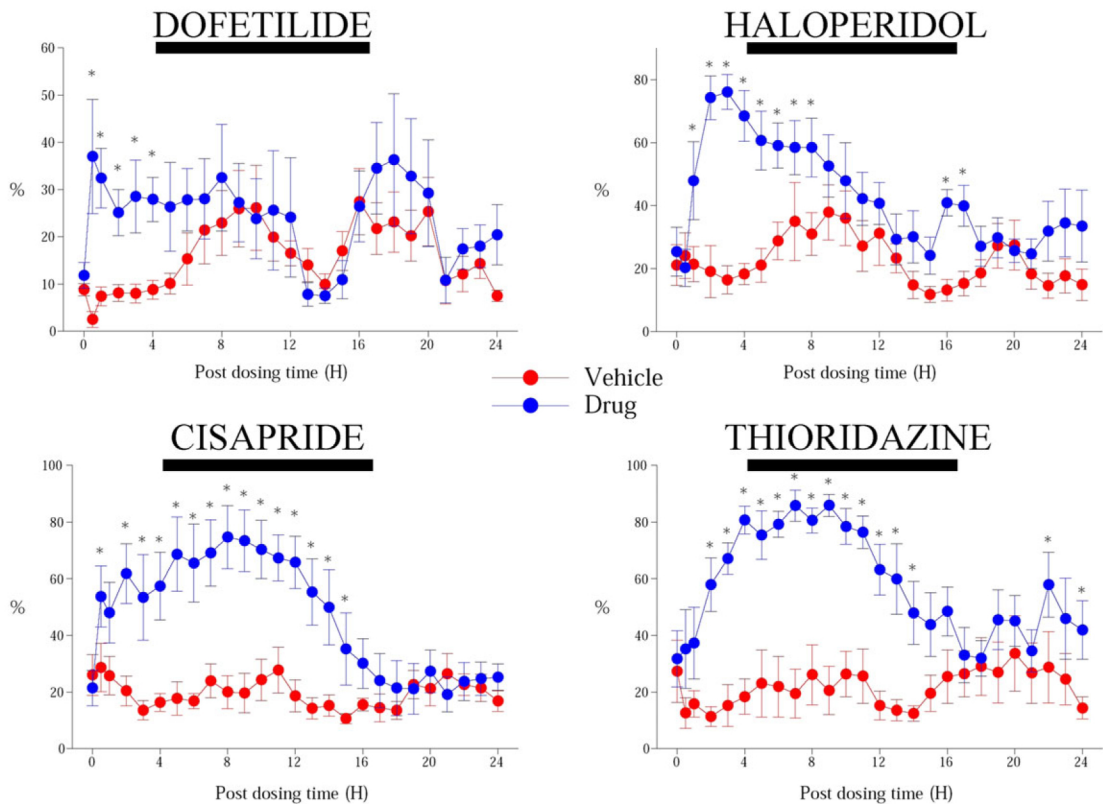 DOFETILIDE
60
50
40
30
20
10
0
%
* * * * *
0 4 8 12 16 20 24
Post dosing time (H)
HALOPERIDOL
80
60
40
20
0
%
* * * * * * * * * *
0 4 8 12 16 20 24
Post dosing time (H)
Vehicle
Drug
CISAPRIDE
100
80
60
40
20
0
%
* * * * * * * * * * * * * *
0 4 8 12 16 20 24
Post dosing time (H)
THIORIDAZINE
100
80
60
40
20
0
%
* * * * * * * * * * * * * * *
0 4 8 12 16 20 24
Post dosing time (H)